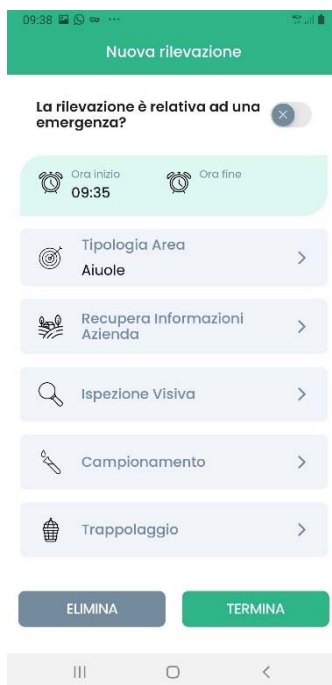 09:38
Nuova rilevazione
La rilevazione è relativa ad una
emergenza?
Ora inizio
09:35
Ora fine
Tipologia Area
Aiuole
Recupera Informazioni
Azienda
Ispezione Visiva
Campionamento
Trappolaggio
ELIMINA
TERMINA